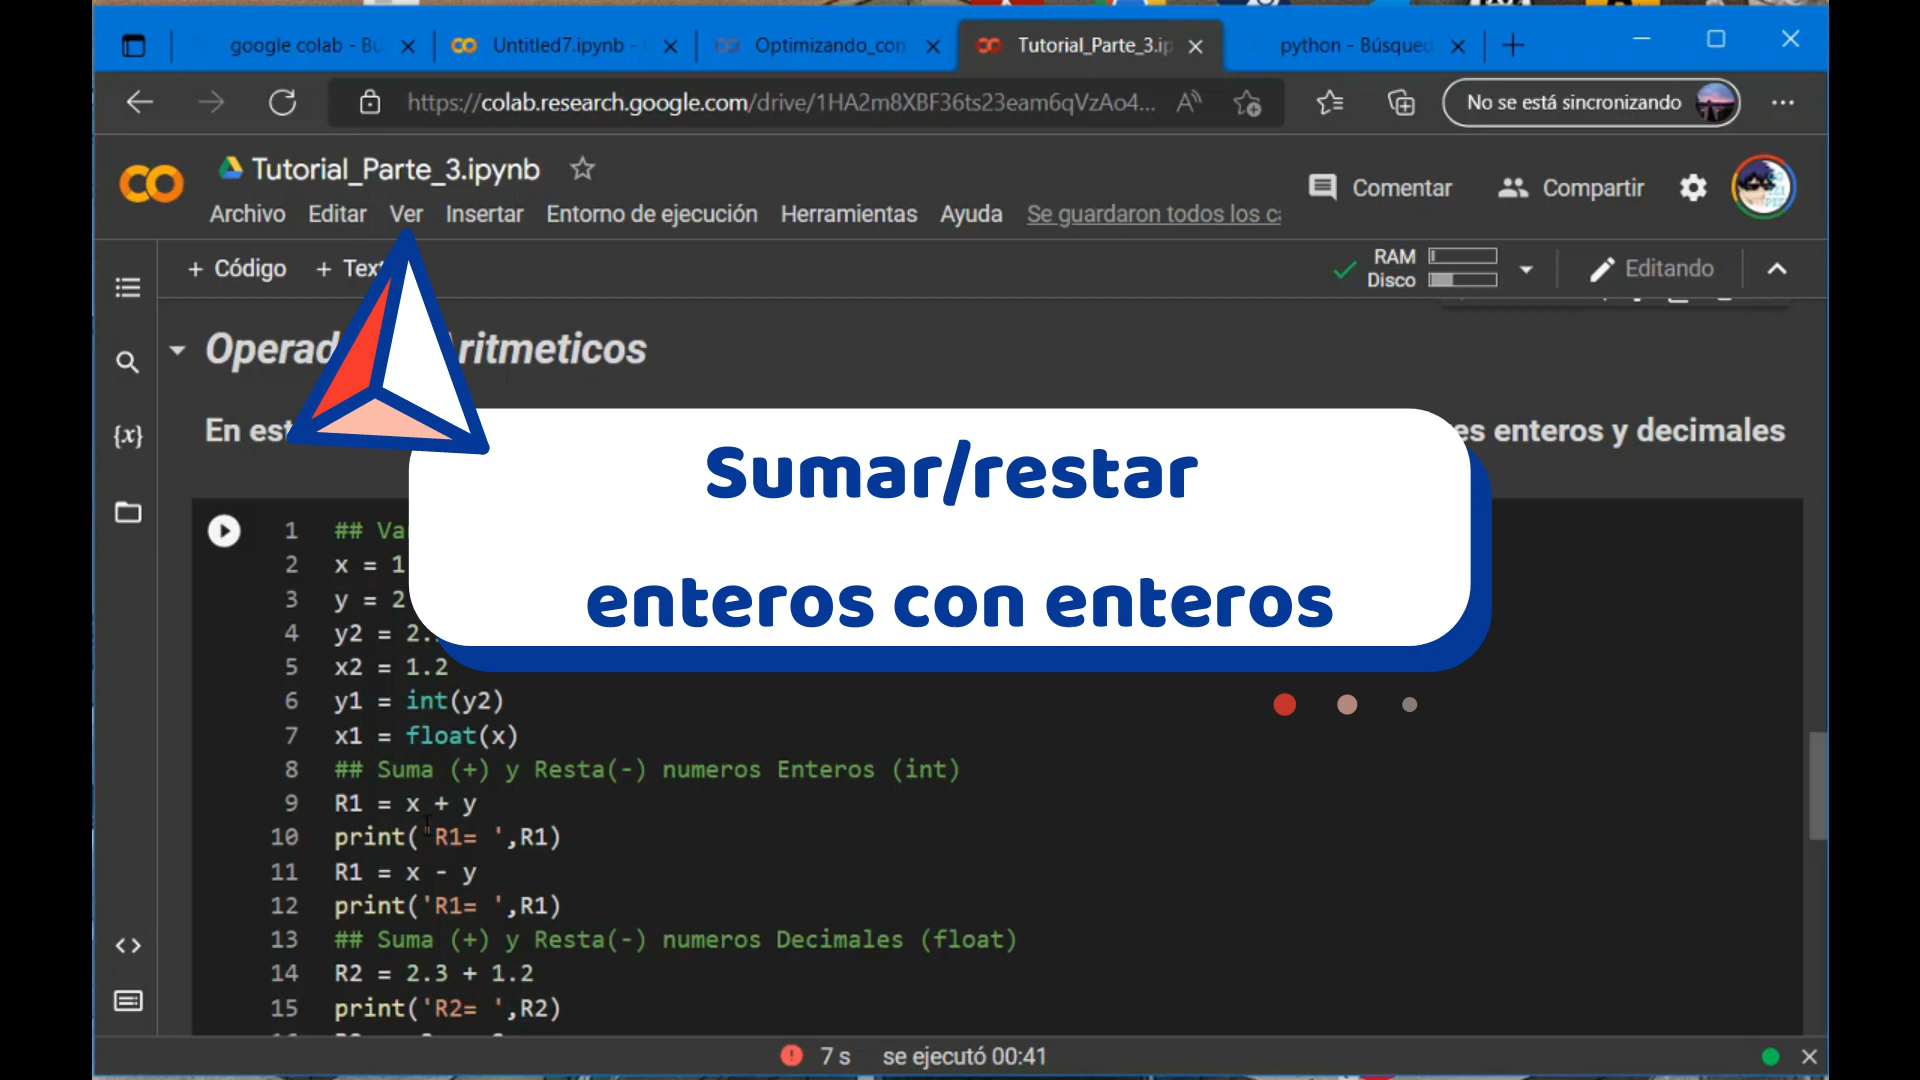 google colab - Bú
Untitled7.ipynb -
Optimizando_con
Tutorial_Parte_3.ip
python - Búsqued
https://colab.research.google.com/drive/1HA2m8XBF36ts23eam6qVzAo4...
No se está sincronizando
Tutorial_Parte_3.ipynb
Comentar
Compartir
Archivo Editar Ver Insertar Entorno de ejecución Herramientas Ayuda Se guardaron todos los c
+ Código + Text
RAM
Disco
Editando
Operad ritmeticos
En est es enteros y decimales
Sumar/restar
enteros con enteros
1 ## Va
2 x = 1
3 y = 2
4 y2 = 2.
5 x2 = 1.2
6 y1 = int(y2)
7 x1 = float(x)
8 ## Suma (+) y Resta(-) numeros Enteros (int)
9 R1 = x + y
10 print('R1= ',R1)
11 R1 = x - y
12 print('R1= ',R1)
13 ## Suma (+) y Resta(-) numeros Decimales (float)
14 R2 = 2.3 + 1.2
15 print('R2= ',R2)
7 s se ejecutó 00:41